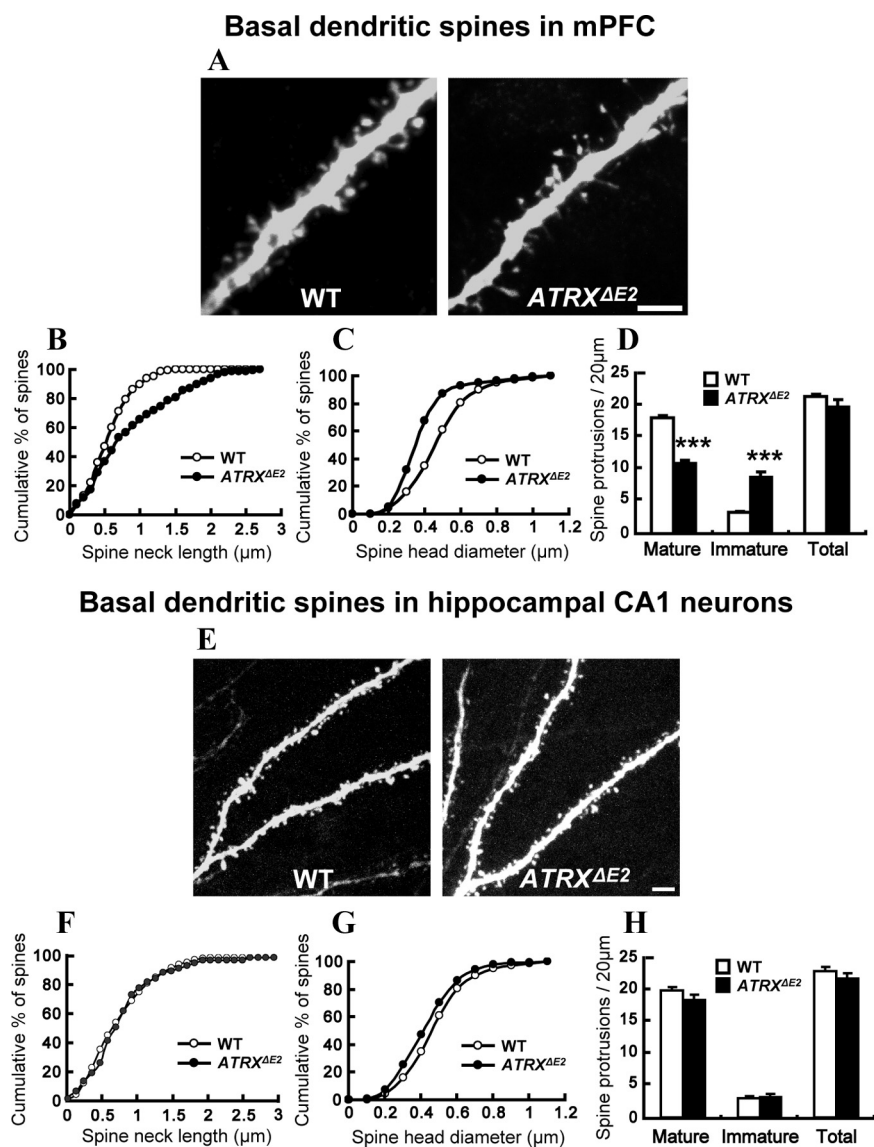 Basal dendritic spines in mPFC
A
WT
ATRXΔE2
B
Cumulative % of spines
100
80
60
40
20
0
0 0.5 1 1.5 2 2.5 3
Spine neck length (µm)
WT
ATRXΔE2
C
Cumulative % of spines
100
80
60
40
20
0
0 0.2 0.4 0.6 0.8 1 1.2
Spine head diameter (µm)
WT
ATRXΔE2
D
Spine protrusions / 20µm
25
20
15
10
5
0
WT
ATRXΔE2
***
***
Mature Immature Total
Basal dendritic spines in hippocampal CA1 neurons
E
WT
ATRXΔE2
F
Cumulative % of spines
100
80
60
40
20
0
0 0.5 1 1.5 2 2.5 3
Spine neck length (µm)
WT
ATRXΔE2
G
Cumulative % of spines
100
80
60
40
20
0
0 0.2 0.4 0.6 0.8 1 1.2
Spine head diameter (µm)
WT
ATRXΔE2
H
Spine protrusions / 20µm
25
20
15
10
5
0
WT
ATRXΔE2
Mature Immature Total